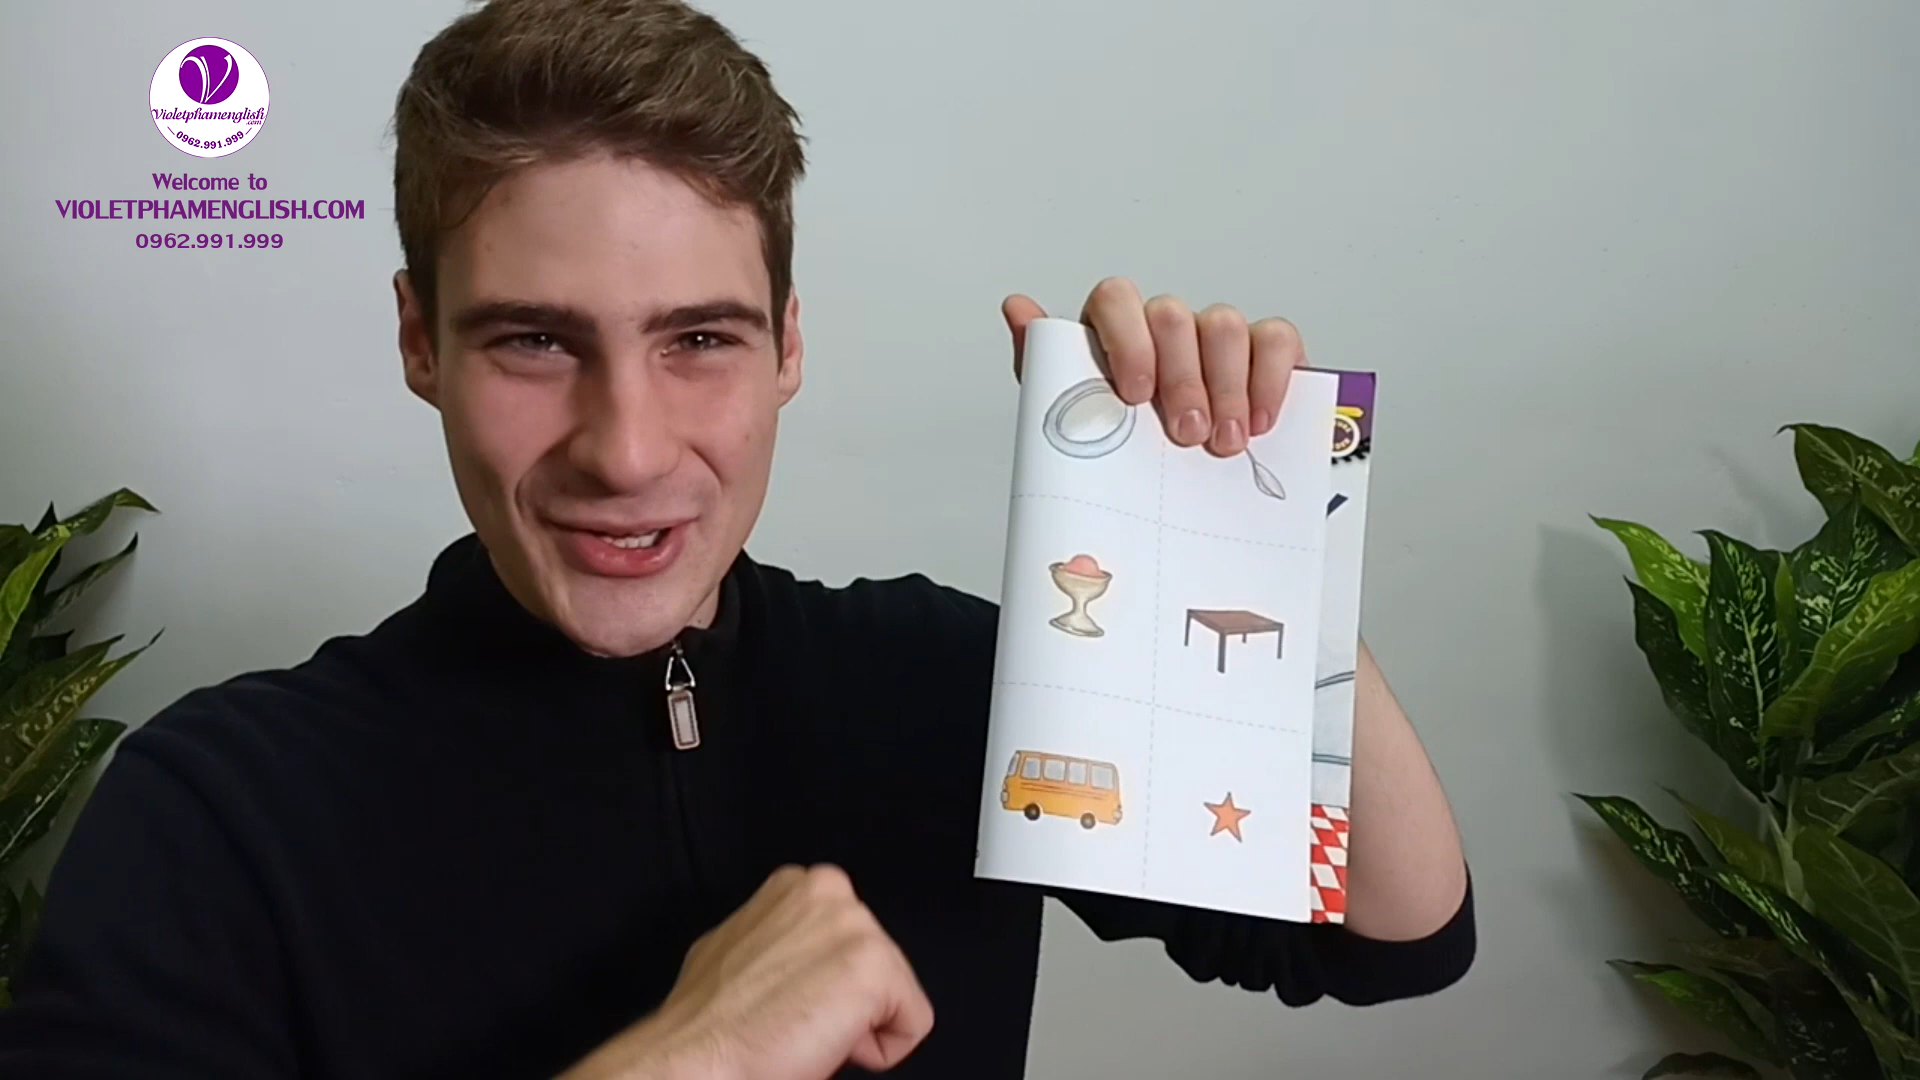 Violetphamenglish
.com
0962.991.999
Welcome to
VIOLETPHAMENGLISH.COM
0962.991.999